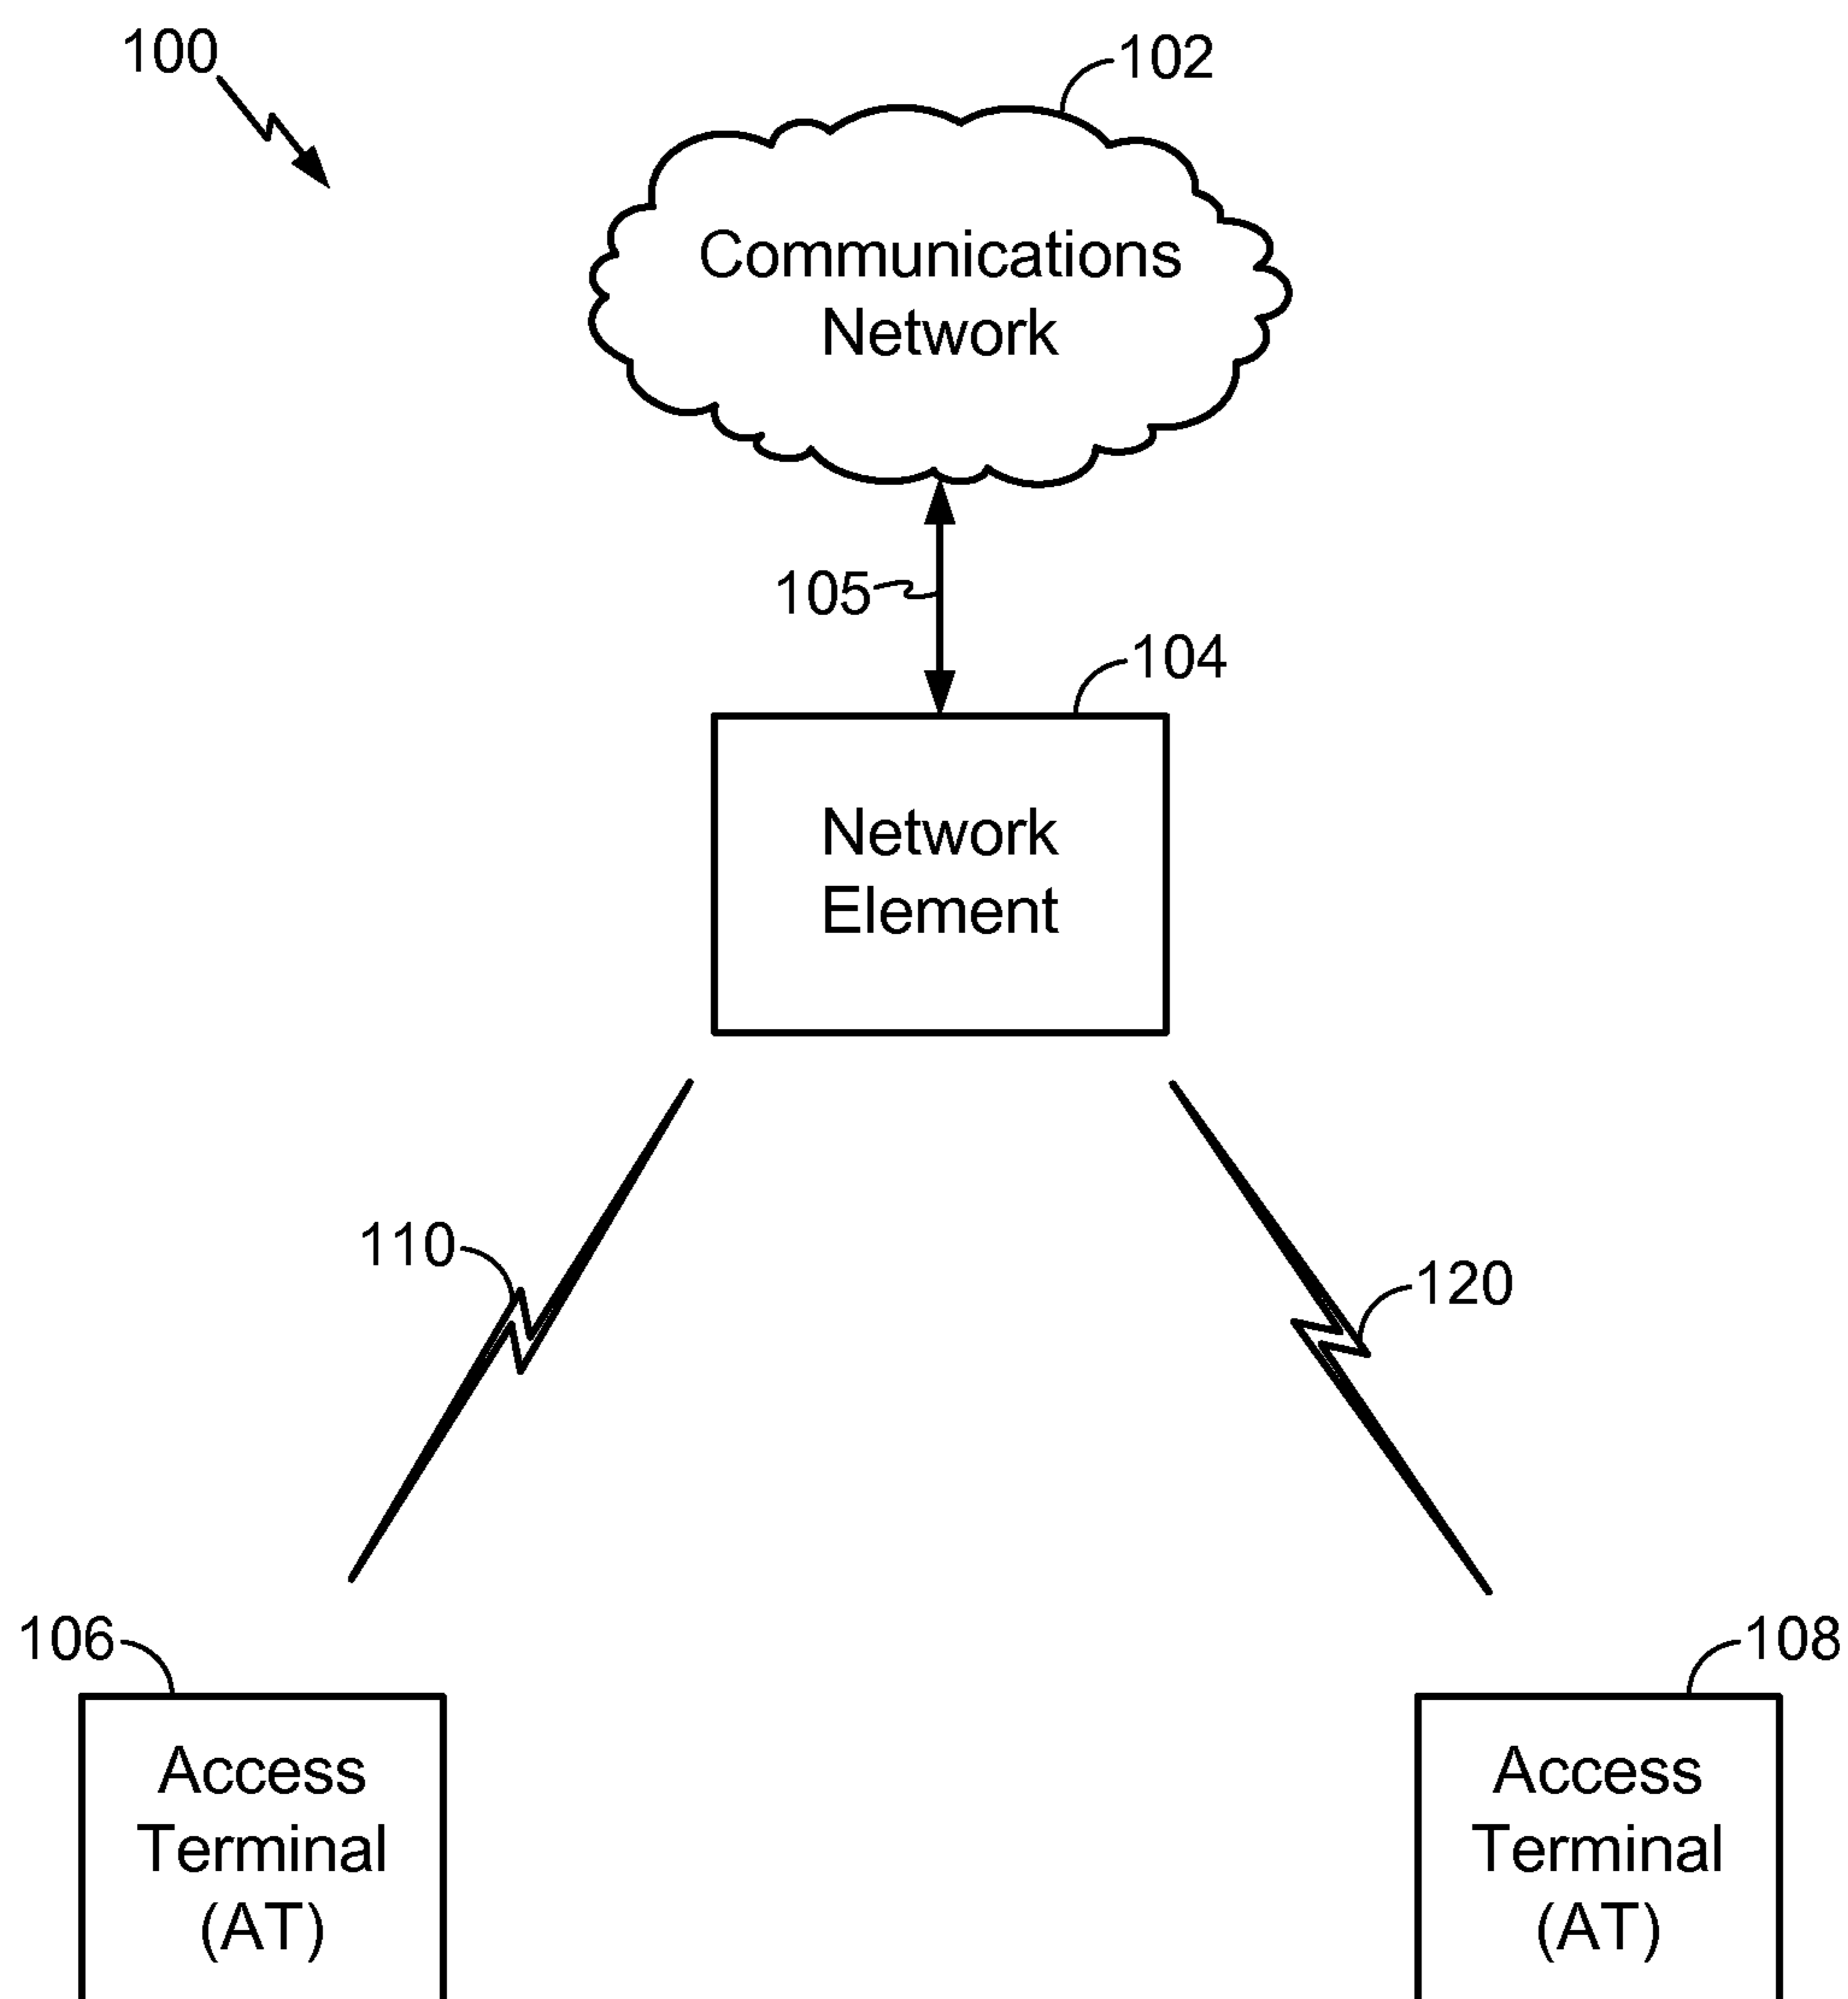 100
102
Communications
Network
105
104
Network
Element
110
120
106
108
Access
Terminal
(AT)
Access
Terminal
(AT)